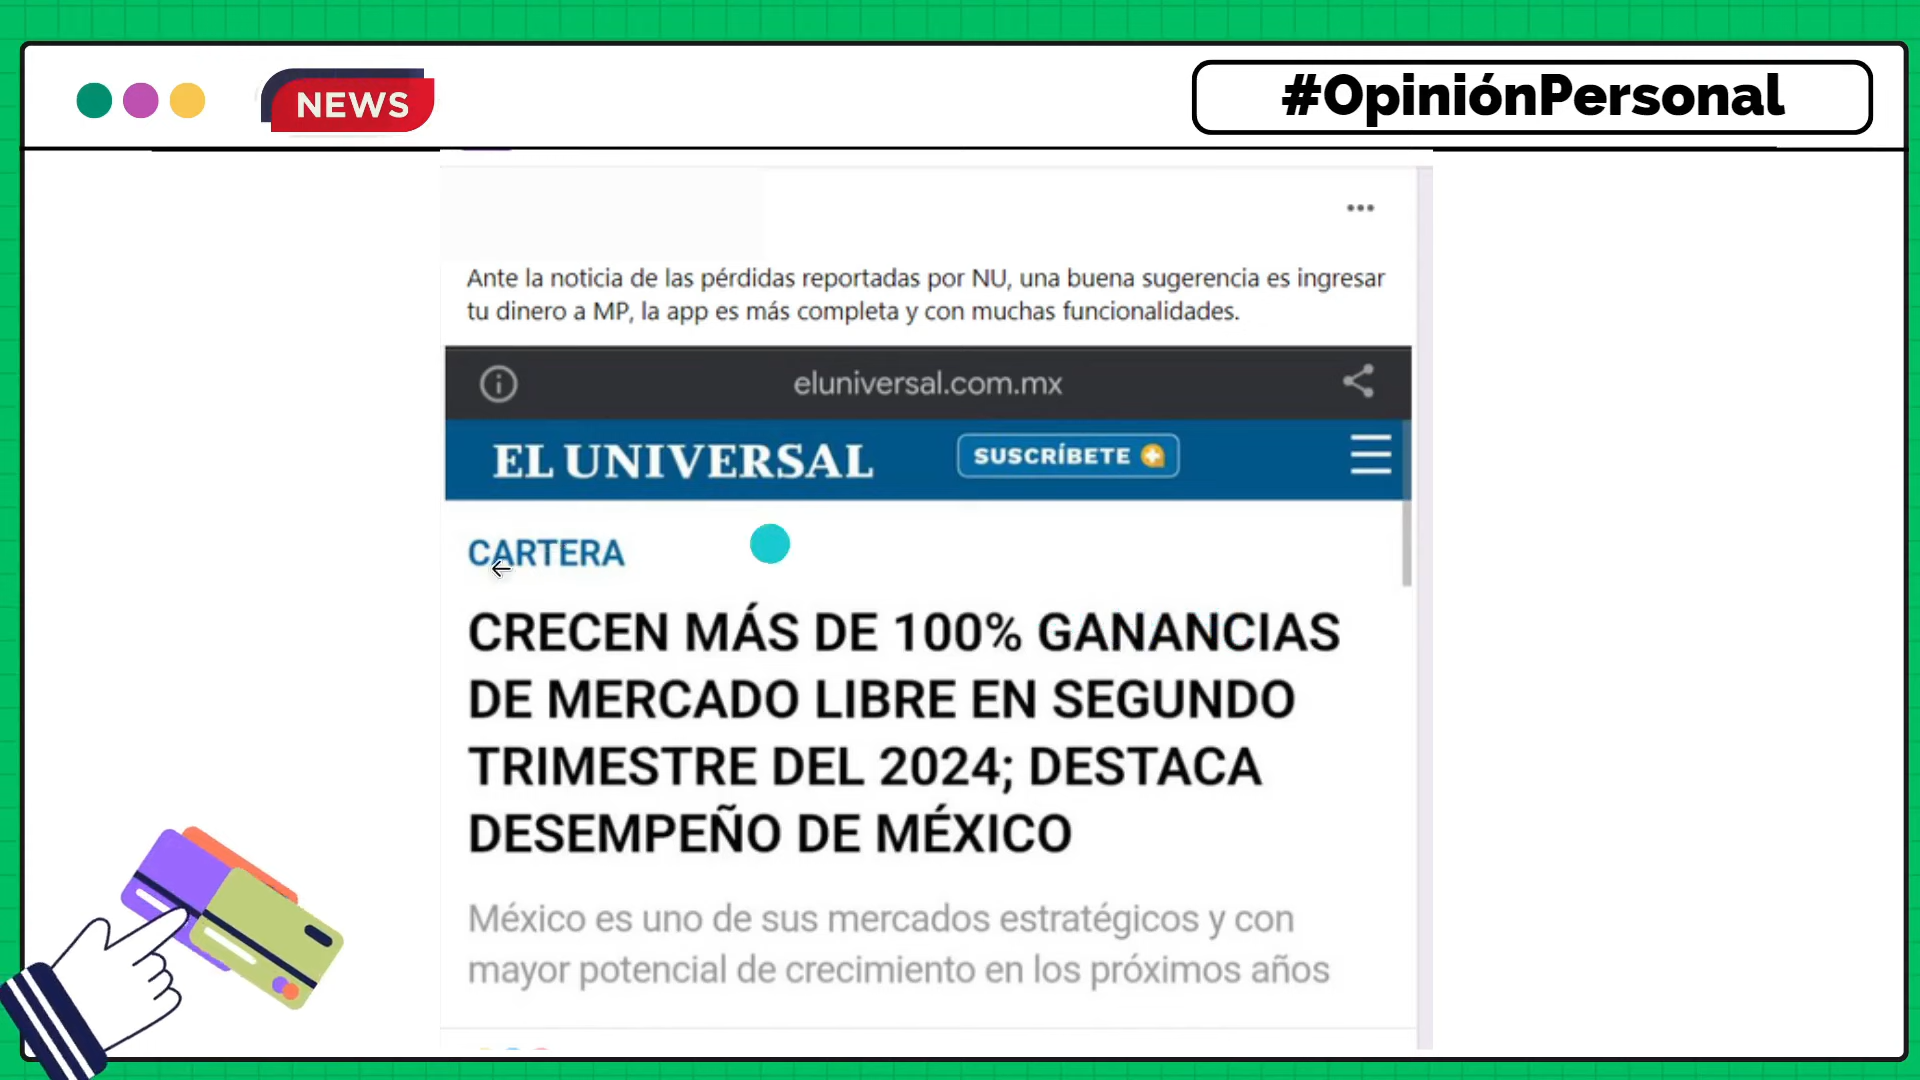 NEWS
#OpiniónPersonal
Ante la noticia de las pérdidas reportadas por NU, una buena sugerencia es ingresar
tu dinero a MP, la app es más completa y con muchas funcionalidades.
eluniversal.com.mx
EL UNIVERSAL
SUSCRÍBETE
CARTERA
CRECEN MÁS DE 100% GANANCIAS
DE MERCADO LIBRE EN SEGUNDO
TRIMESTRE DEL 2024; DESTACA
DESEMPEÑO DE MÉXICO
México es uno de sus mercados estratégicos y con
mayor potencial de crecimiento en los próximos años